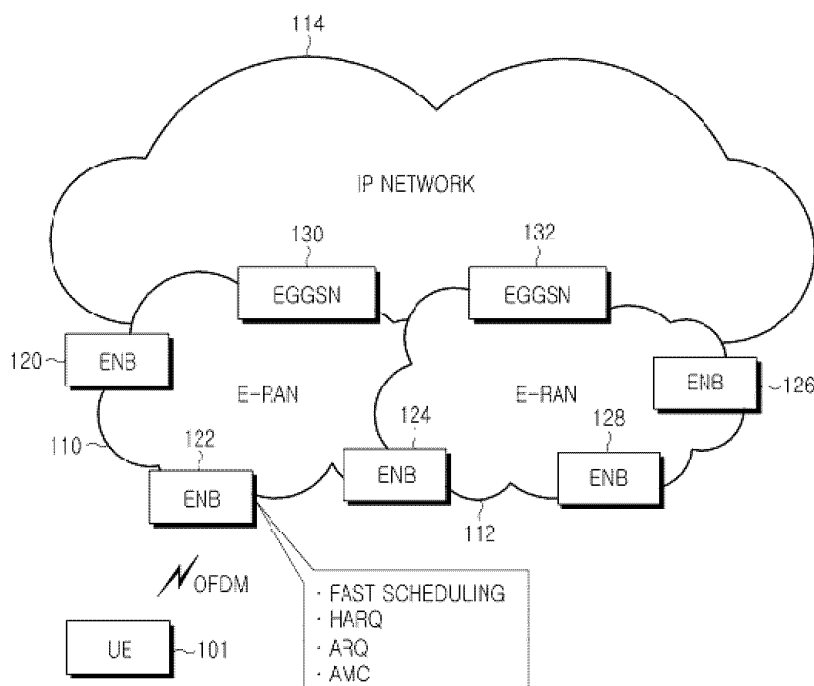 114
IP NETWORK
130
132
EGGSN
EGGSN
120
ENB
ENB
126
E-RAN
E-RAN
110
122
124
128
ENB
ENB
ENB
112
OFDM
· FAST SCHEDULING
· HARQ
· ARQ
· AMC
UE
101